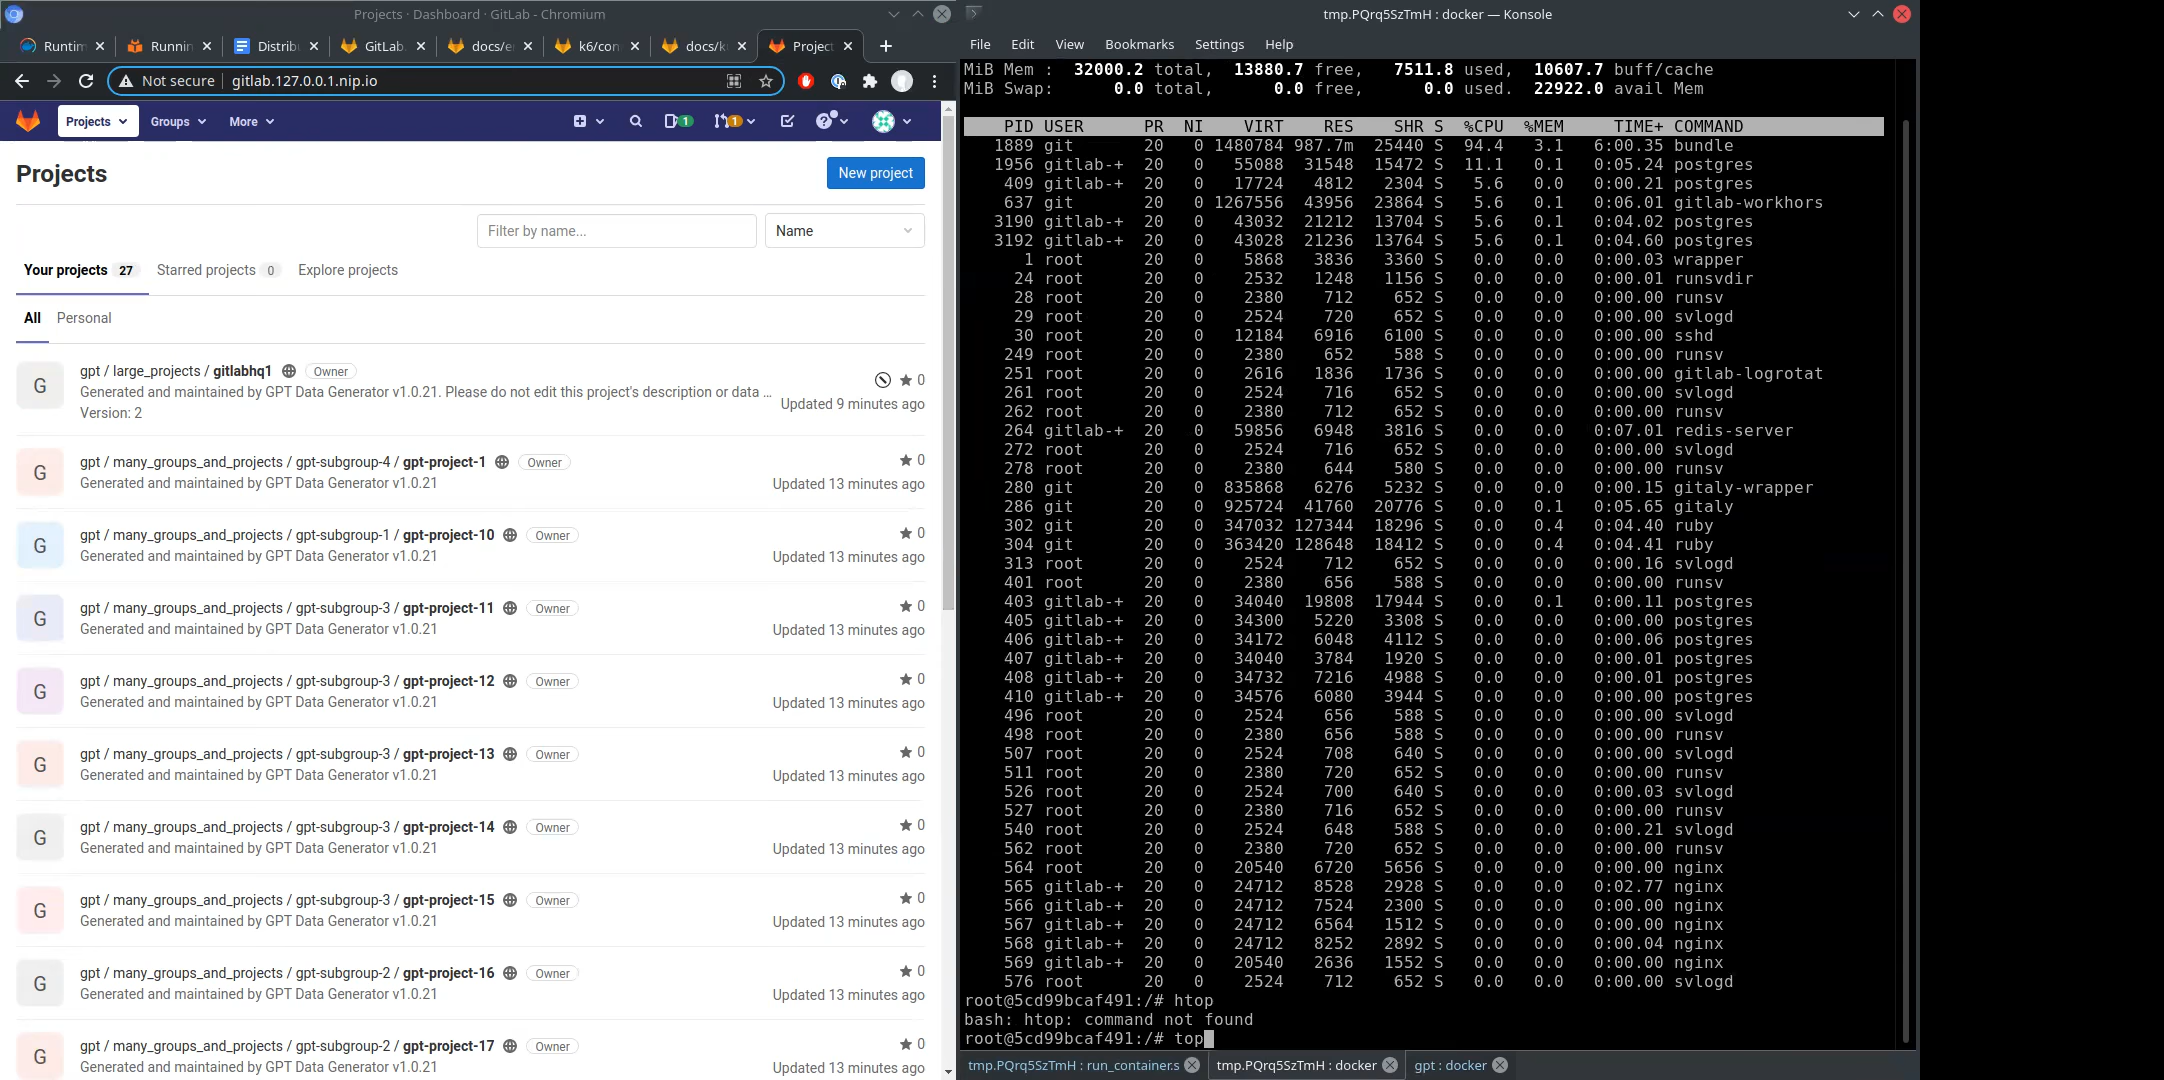 Projects · Dashboard · GitLab - Chromium
Runtim
Runnin
Distrib
GitLab
docs/e
k6/con
docs/k
Project
Not secure
gitlab.127.0.0.1.nip.io
Projects
Groups
More
1
1
Projects
New project
Filter by name...
Name
Your projects 27
Starred projects 0
Explore projects
All
Personal
gpt / large_projects / gitlabhq1 Owner
Generated and maintained by GPT Data Generator v1.0.21. Please do not edit this project's description or data ...
Version: 2
0
Updated 9 minutes ago
G
gpt / many_groups_and_projects / gpt-subgroup-4 / gpt-project-1 Owner
Generated and maintained by GPT Data Generator v1.0.21
0
Updated 13 minutes ago
G
gpt / many_groups_and_projects / gpt-subgroup-1 / gpt-project-10 Owner
Generated and maintained by GPT Data Generator v1.0.21
0
Updated 13 minutes ago
G
gpt / many_groups_and_projects / gpt-subgroup-3 / gpt-project-11 Owner
Generated and maintained by GPT Data Generator v1.0.21
0
Updated 13 minutes ago
G
gpt / many_groups_and_projects / gpt-subgroup-3 / gpt-project-12 Owner
Generated and maintained by GPT Data Generator v1.0.21
0
Updated 13 minutes ago
G
gpt / many_groups_and_projects / gpt-subgroup-3 / gpt-project-13 Owner
Generated and maintained by GPT Data Generator v1.0.21
0
Updated 13 minutes ago
G
gpt / many_groups_and_projects / gpt-subgroup-3 / gpt-project-14 Owner
Generated and maintained by GPT Data Generator v1.0.21
0
Updated 13 minutes ago
G
gpt / many_groups_and_projects / gpt-subgroup-3 / gpt-project-15 Owner
Generated and maintained by GPT Data Generator v1.0.21
0
Updated 13 minutes ago
G
gpt / many_groups_and_projects / gpt-subgroup-2 / gpt-project-16 Owner
Generated and maintained by GPT Data Generator v1.0.21
0
Updated 13 minutes ago
G
gpt / many_groups_and_projects / gpt-subgroup-2 / gpt-project-17 Owner
Generated and maintained by GPT Data Generator v1.0.21
0
Updated 13 minutes ago
G
tmp.PQrq5SzTmH : docker — Konsole
File Edit View Bookmarks Settings Help
MiB Mem : 32000.2 total, 13880.7 free, 7511.8 used, 10607.7 buff/cache
MiB Swap: 0.0 total, 0.0 free, 0.0 used. 22922.0 avail Mem
PID USER PR NI VIRT RES SHR S %CPU %MEM TIME+ COMMAND
1889 git 20 0 1480784 987.7m 25440 S 94.4 3.1 6:00.35 bundle
1956 gitlab-+ 20 0 55088 31548 15472 S 11.1 0.1 0:05.24 postgres
409 gitlab-+ 20 0 17724 4812 2304 S 5.6 0.0 0:00.21 postgres
637 git 20 0 1267556 43956 23864 S 5.6 0.1 0:06.01 gitlab-workhors
3190 gitlab-+ 20 0 43032 21212 13704 S 5.6 0.1 0:04.02 postgres
3192 gitlab-+ 20 0 43028 21236 13764 S 5.6 0.1 0:04.60 postgres
1 root 20 0 5868 3836 3360 S 0.0 0.0 0:00.03 wrapper
24 root 20 0 2532 1248 1156 S 0.0 0.0 0:00.01 runsvdir
28 root 20 0 2380 712 652 S 0.0 0.0 0:00.00 runsv
29 root 20 0 2524 720 652 S 0.0 0.0 0:00.00 svlogd
30 root 20 0 12184 6916 6100 S 0.0 0.0 0:00.00 sshd
249 root 20 0 2380 652 588 S 0.0 0.0 0:00.00 runsv
251 root 20 0 2616 1836 1736 S 0.0 0.0 0:00.00 gitlab-logrotat
261 root 20 0 2524 716 652 S 0.0 0.0 0:00.00 svlogd
262 root 20 0 2380 712 652 S 0.0 0.0 0:00.00 runsv
264 gitlab-+ 20 0 59856 6948 3816 S 0.0 0.0 0:07.01 redis-server
272 root 20 0 2524 716 652 S 0.0 0.0 0:00.00 svlogd
278 root 20 0 2380 644 580 S 0.0 0.0 0:00.00 runsv
280 git 20 0 835868 6276 5232 S 0.0 0.0 0:00.15 gitaly-wrapper
286 git 20 0 925724 41760 20776 S 0.0 0.1 0:05.65 gitaly
302 git 20 0 347032 127344 18296 S 0.0 0.4 0:04.40 ruby
304 git 20 0 363420 128648 18412 S 0.0 0.4 0:04.41 ruby
313 root 20 0 2524 712 652 S 0.0 0.0 0:00.16 svlogd
401 root 20 0 2380 656 588 S 0.0 0.0 0:00.00 runsv
403 gitlab-+ 20 0 34040 19808 17944 S 0.0 0.1 0:00.11 postgres
405 gitlab-+ 20 0 34300 5220 3308 S 0.0 0.0 0:00.00 postgres
406 gitlab-+ 20 0 34172 6048 4112 S 0.0 0.0 0:00.06 postgres
407 gitlab-+ 20 0 34040 3784 1920 S 0.0 0.0 0:00.01 postgres
408 gitlab-+ 20 0 34732 7216 4988 S 0.0 0.0 0:00.01 postgres
410 gitlab-+ 20 0 34576 6080 3944 S 0.0 0.0 0:00.00 postgres
496 root 20 0 2524 656 588 S 0.0 0.0 0:00.00 svlogd
498 root 20 0 2380 656 588 S 0.0 0.0 0:00.00 runsv
507 root 20 0 2524 708 640 S 0.0 0.0 0:00.00 svlogd
511 root 20 0 2380 720 652 S 0.0 0.0 0:00.00 runsv
526 root 20 0 2524 700 640 S 0.0 0.0 0:00.03 svlogd
527 root 20 0 2380 716 652 S 0.0 0.0 0:00.00 runsv
540 root 20 0 2524 648 588 S 0.0 0.0 0:00.21 svlogd
562 root 20 0 2380 720 652 S 0.0 0.0 0:00.00 runsv
564 root 20 0 20540 6720 5656 S 0.0 0.0 0:00.00 nginx
565 gitlab-+ 20 0 24712 8528 2928 S 0.0 0.0 0:02.77 nginx
566 gitlab-+ 20 0 24712 7524 2300 S 0.0 0.0 0:00.00 nginx
567 gitlab-+ 20 0 24712 6564 1512 S 0.0 0.0 0:00.00 nginx
568 gitlab-+ 20 0 24712 8252 2892 S 0.0 0.0 0:00.04 nginx
569 gitlab-+ 20 0 20540 2636 1552 S 0.0 0.0 0:00.00 nginx
576 root 20 0 2524 712 652 S 0.0 0.0 0:00.00 svlogd
root@5cd99bcaf491:/# htop
bash: htop: command not found
root@5cd99bcaf491:/# top
tmp.PQrq5SzTmH : run_container.s
tmp.PQrq5SzTmH : docker
gpt : docker